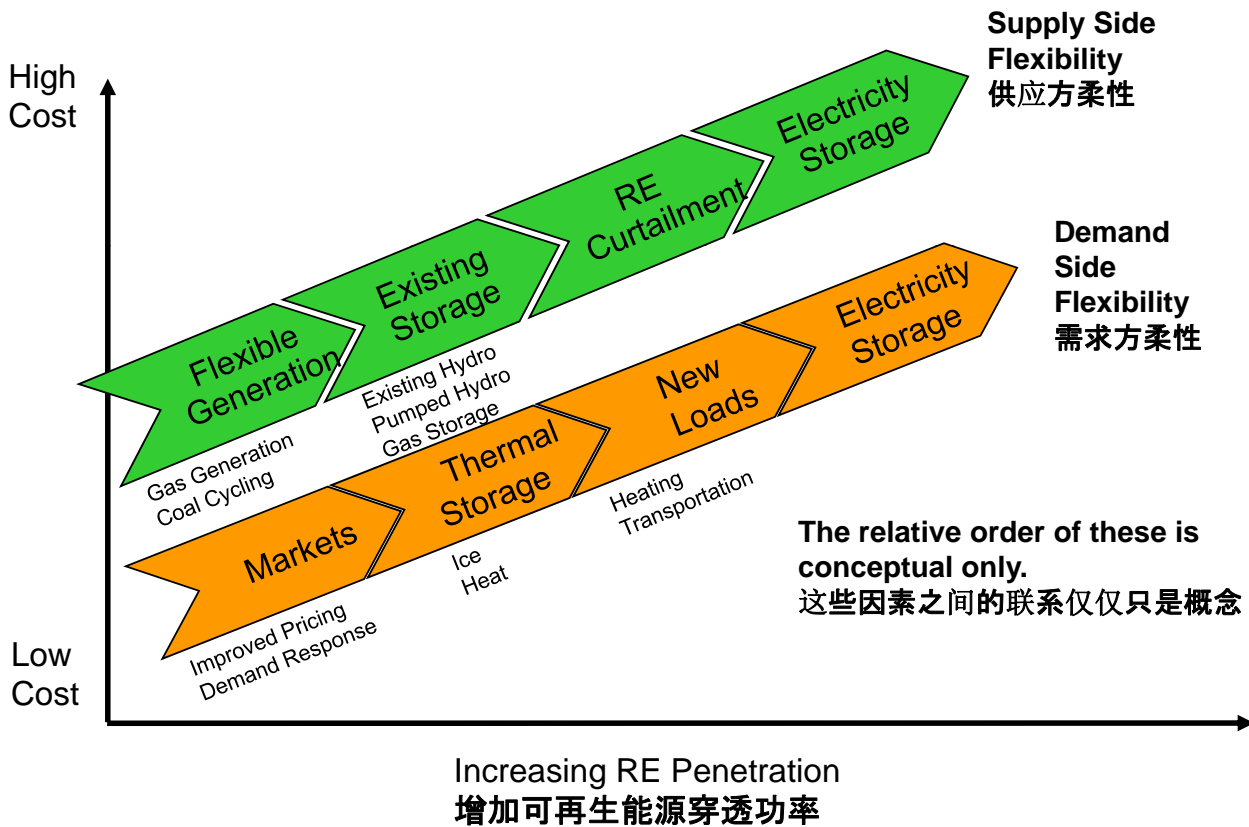 Supply Side
Flexibility
供应方柔性
High
Cost
Electricity
Storage
RE
Curtailment
Existing
Storage
Flexible
Generation
Existing Hydro
Pumped Hydro
Gas Storage
Gas Generation
Coal Cycling
Demand
Side
Flexibility
需求方柔性
Electricity
Storage
New
Loads
Thermal
Storage
Markets
Heating
Transportation
Ice
Heat
Improved Pricing
Demand Response
The relative order of these is
conceptual only.
这些因素之间的联系仅仅只是概念
Low
Cost
Increasing RE Penetration
增加可再生能源穿透功率